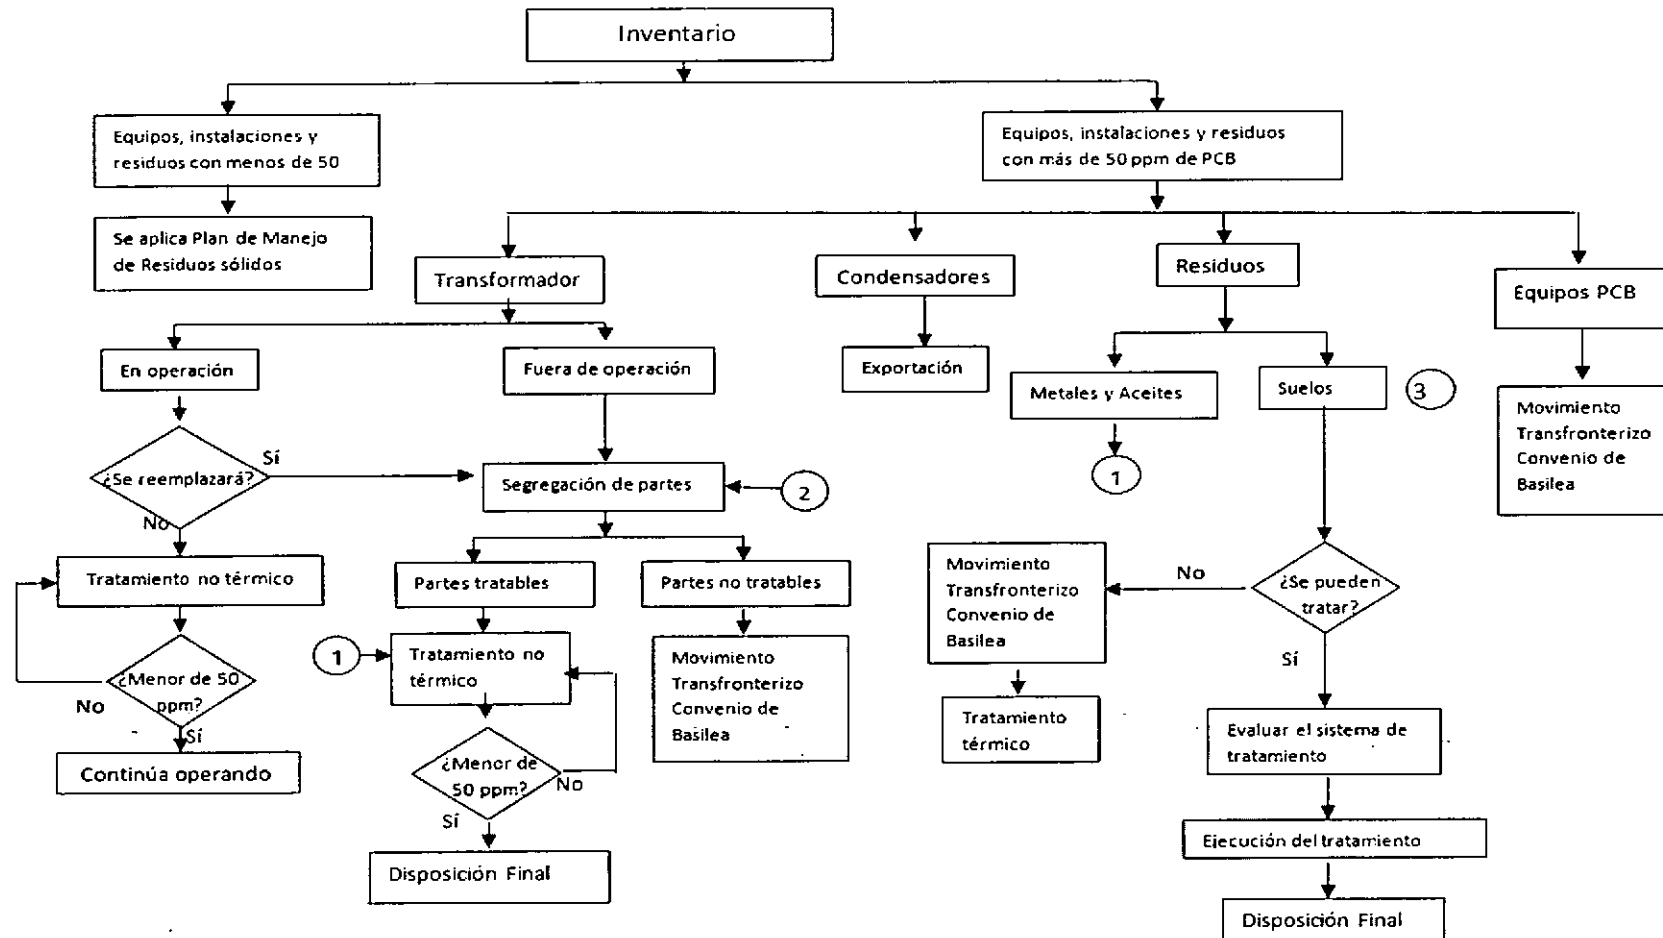 Inventario
Equipos, instalaciones y
residuos con menos de 50
Equipos, instalaciones y residuos
con más de 50 ppm de PCB
Se aplica Plan de Manejo
de Residuos sólidos
Transformador
Condensadores
Residuos
Equipos PCB
En operación
Fuera de operación
Exportación
Metales y Aceites
Suelos
3
Movimiento
Transfronterizo
Convenio de
Basilea
¿Se reemplazará?
Sí
No
Segregación de partes
2
1
Tratamiento no térmico
Partes tratables
Partes no tratables
Movimiento
Transfronterizo
Convenio de
Basilea
No
¿Se pueden
tratar?
Sí
¿Menor de 50
ppm?
No
Sí
1
Tratamiento no
térmico
Movimiento
Transfronterizo
Convenio de
Basilea
Tratamiento
térmico
Evaluar el sistema de
tratamiento
Continúa operando
¿Menor de
50 ppm?
No
Sí
Ejecución del tratamiento
Disposición Final
Disposición Final